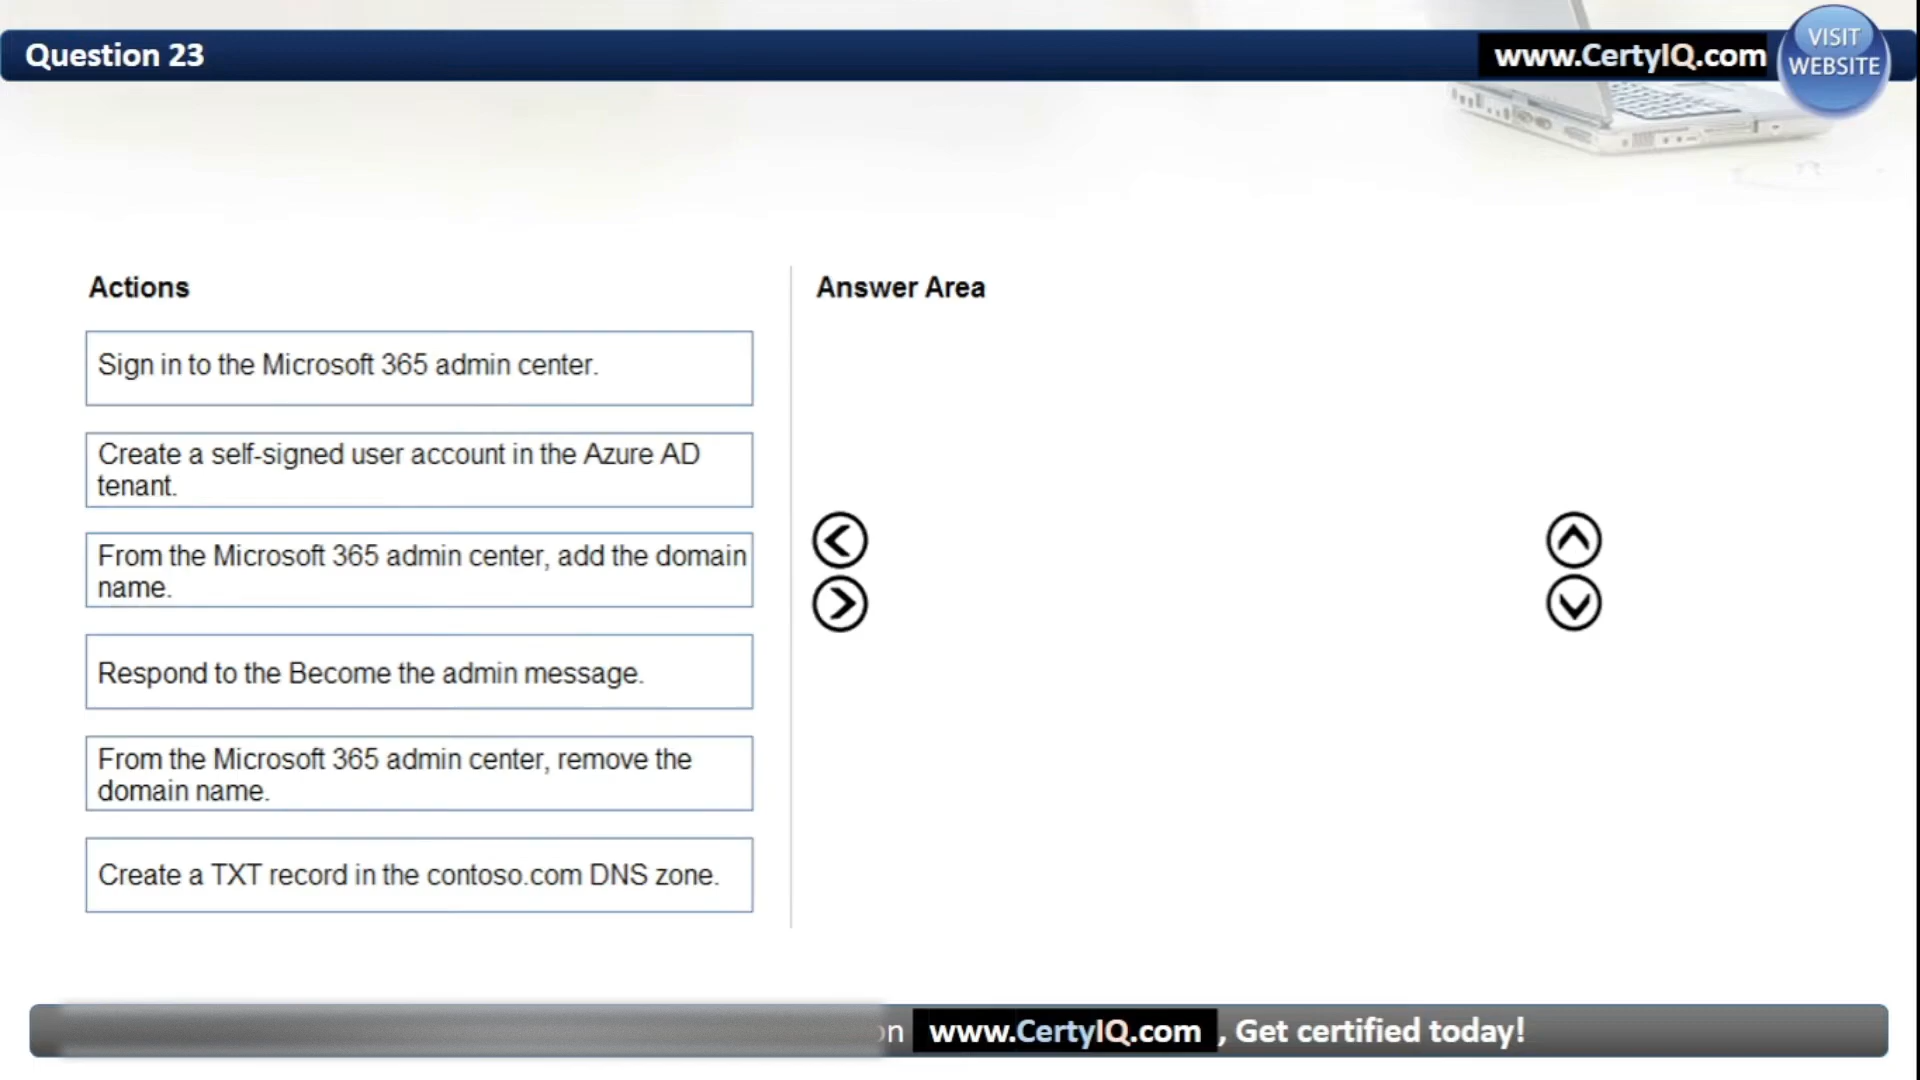 Question 23
www.CertyIQ.com
VISIT
WEBSITE
Actions
Answer Area
Sign in to the Microsoft 365 admin center.
Create a self-signed user account in the Azure AD
tenant.
From the Microsoft 365 admin center, add the domain
name.
Respond to the Become the admin message.
From the Microsoft 365 admin center, remove the
domain name.
Create a TXT record in the contoso.com DNS zone.
www.CertyIQ.com , Get certified today!